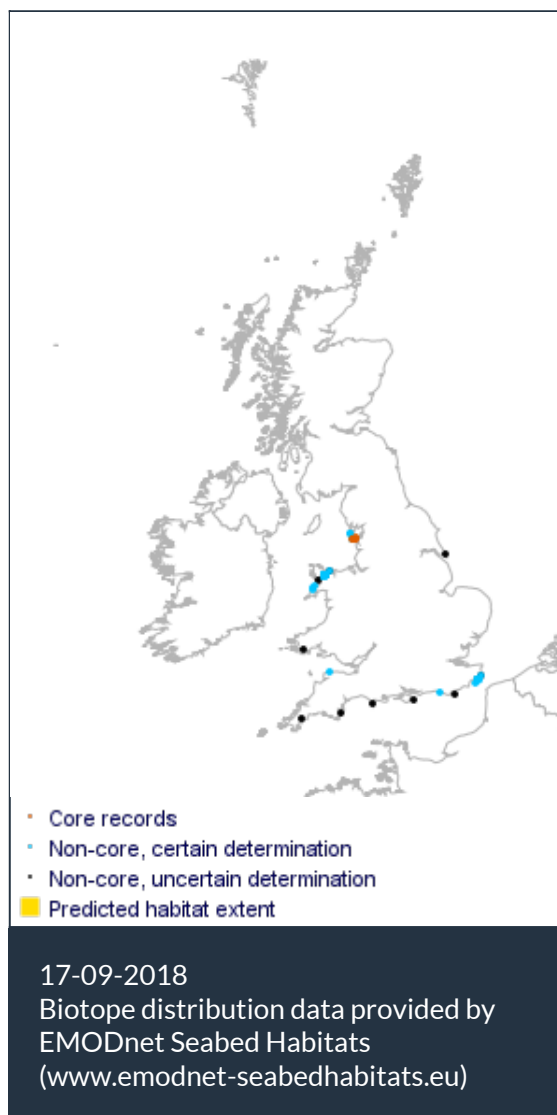 Core records
Non-core, certain determination
Non-core, uncertain determination
Predicted habitat extent
17-09-2018
Biotope distribution data provided by
EMODnet Seabed Habitats
(www.emodnet-seabedhabitats.eu)